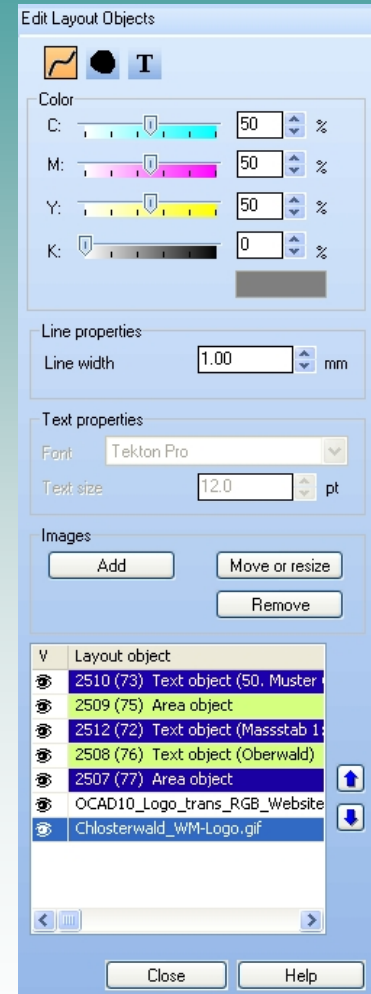 Edit Layout Objects
T
Color
C: 50 %
M: 50 %
Y: 50 %
K: 0 %
Line properties
Line width 1.00 mm
Text properties
Font Tekton Pro
Text size 12.0 pt
Images
Add Move or resize
Remove
V Layout object
2510 (73) Text object (50. Muster
2509 (75) Area object
2512 (72) Text object (Massstab 1:
2508 (76) Text object (Oberwald)
2507 (77) Area object
OCAD10_Logo_trans_RGB_Website
Chlosterwald_WM-Logo.gif
Close Help